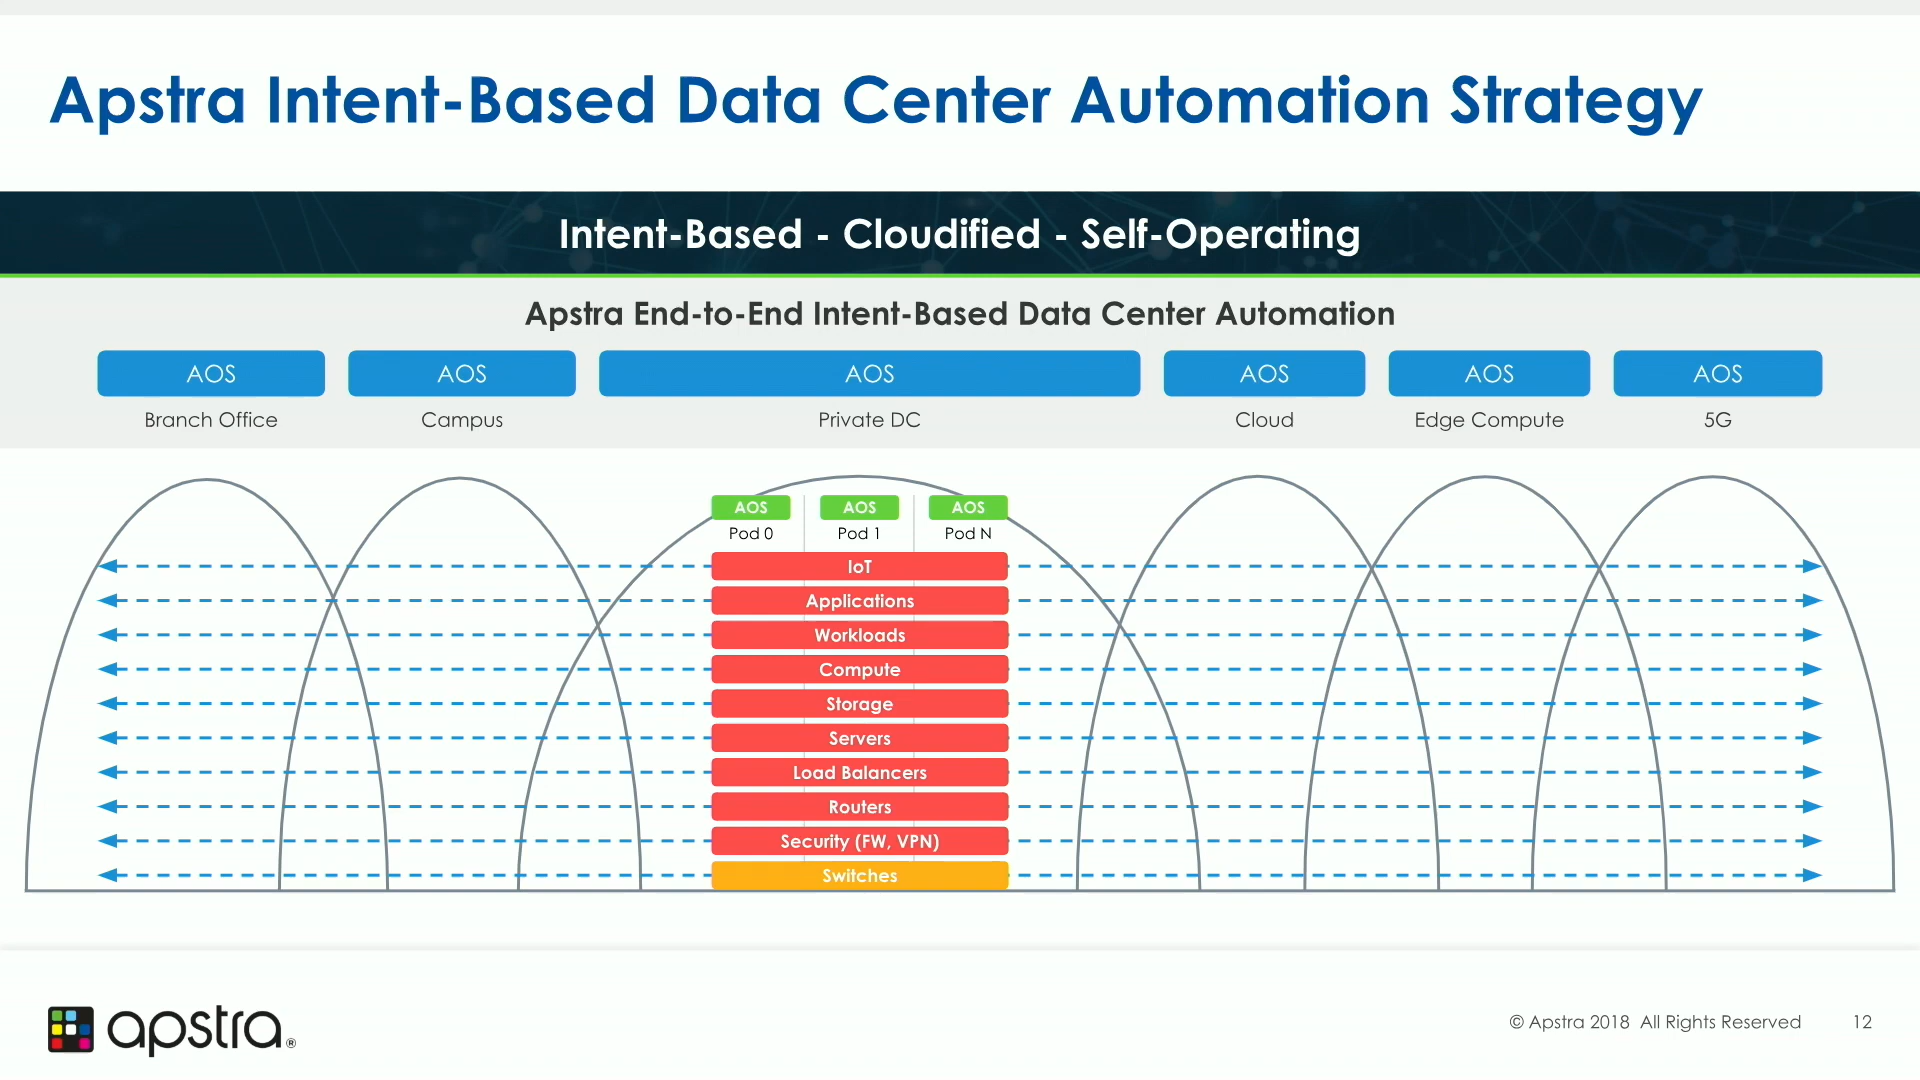 Apstra Intent-Based Data Center Automation Strategy
Intent-Based - Cloudified - Self-Operating
Apstra End-to-End Intent-Based Data Center Automation
AOS AOS AOS AOS AOS AOS
Branch Office Campus Private DC Cloud Edge Compute 5G
AOS AOS AOS
Pod 0 Pod 1 Pod N
IoT
Applications
Workloads
Compute
Storage
Servers
Load Balancers
Routers
Security (FW, VPN)
Switches
apstra®
© Apstra 2018 All Rights Reserved 12